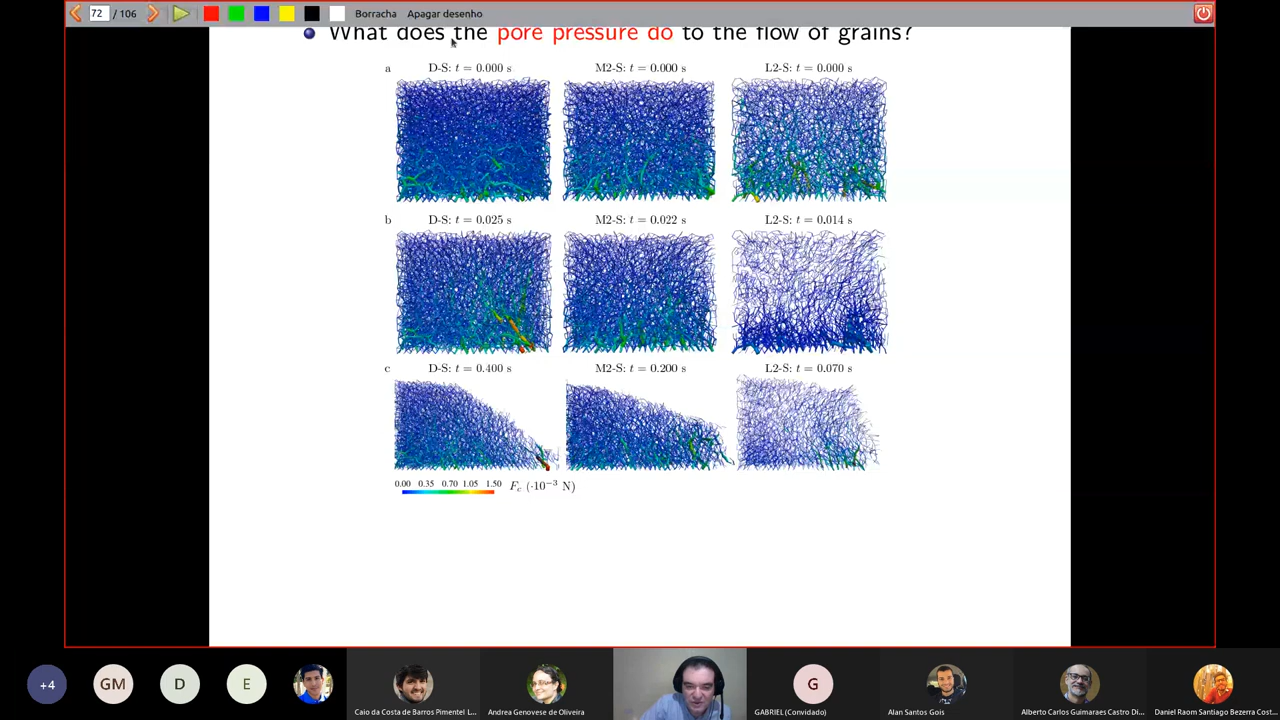 72 / 106 Borracha Apagar desenho
What does the pore pressure do to the flow of grains?
a D-S: t = 0.000 s M2-S: t = 0.000 s L2-S: t = 0.000 s
b D-S: t = 0.025 s M2-S: t = 0.022 s L2-S: t = 0.014 s
c D-S: t = 0.400 s M2-S: t = 0.200 s L2-S: t = 0.070 s
0.00 0.35 0.70 1.05 1.50 F_c (·10⁻³ N)
+4 GM D E G
Caio da Costa de Barros Pimentel L... Andrea Genovese de Oliveira GABRIEL (Convidado) Alan Santos Gois Alberto Carlos Guimaraes Castro Di... Daniel Raom Santiago Bezerra Cost...